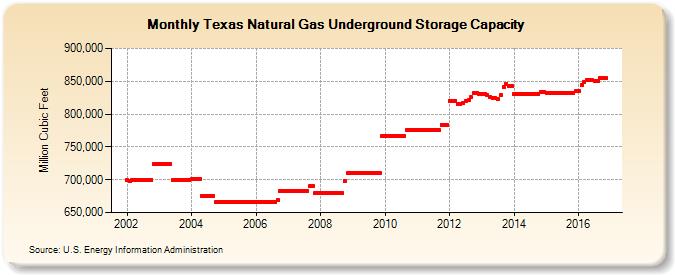 Monthly Texas Natural Gas Underground Storage Capacity
Million Cubic Feet
900,000
850,000
800,000
750,000
700,000
650,000
2002 2004 2006 2008 2010 2012 2014 2016
Source: U.S. Energy Information Administration